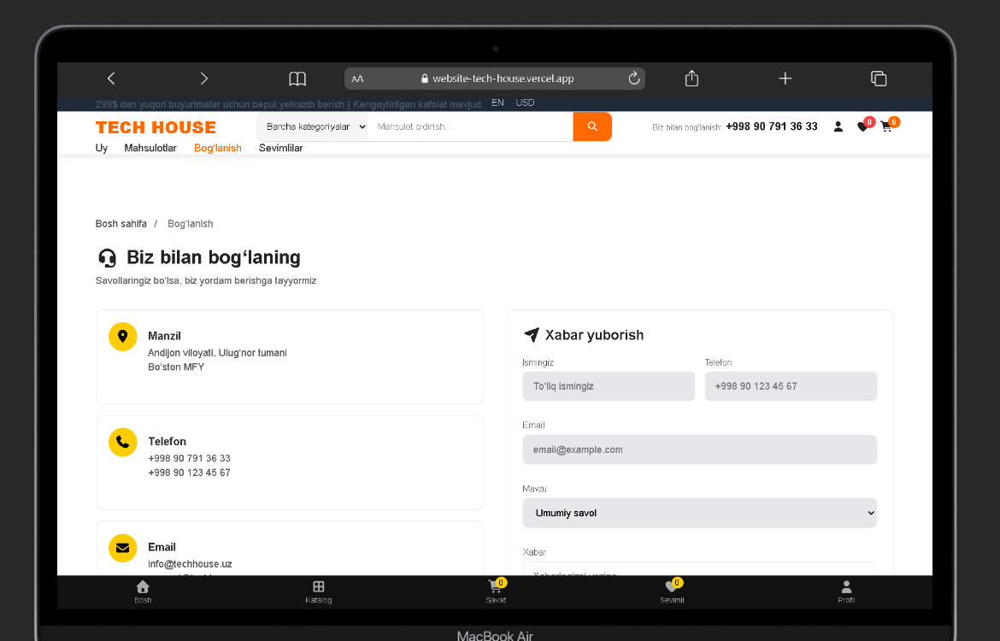 AA website-tech-house.vercel.app
299$ dan yuqori buyurtmalar uchun bepul yetkazib berish | Kengaytirilgan kafolat mavjud EN USD
TECH HOUSE Barcha kategoriyalar Mahsulot qidirish... Biz bilan bog'lanish: +998 90 791 36 33 0 0
Uy Mahsulotlar Bog'lanish Sevimlilar
Bosh sahifa / Bog'lanish
Biz bilan bog‘laning
Savollaringiz bo'lsa, biz yordam berishga tayyormiz
Manzil
Andijon viloyati, Ulug'nor tumani
Bo'ston MFY
Telefon
+998 90 791 36 33
+998 90 123 45 67
Email
info@techhouse.uz
Xabar yuborish
Ismingiz Telefon
To'liq ismingiz +998 90 123 45 67
Email
email@example.com
Mavzu
Umumiy savol
Xabar
0 0
Bosh Katalog Savat Sevimli Profil
MacBook Air